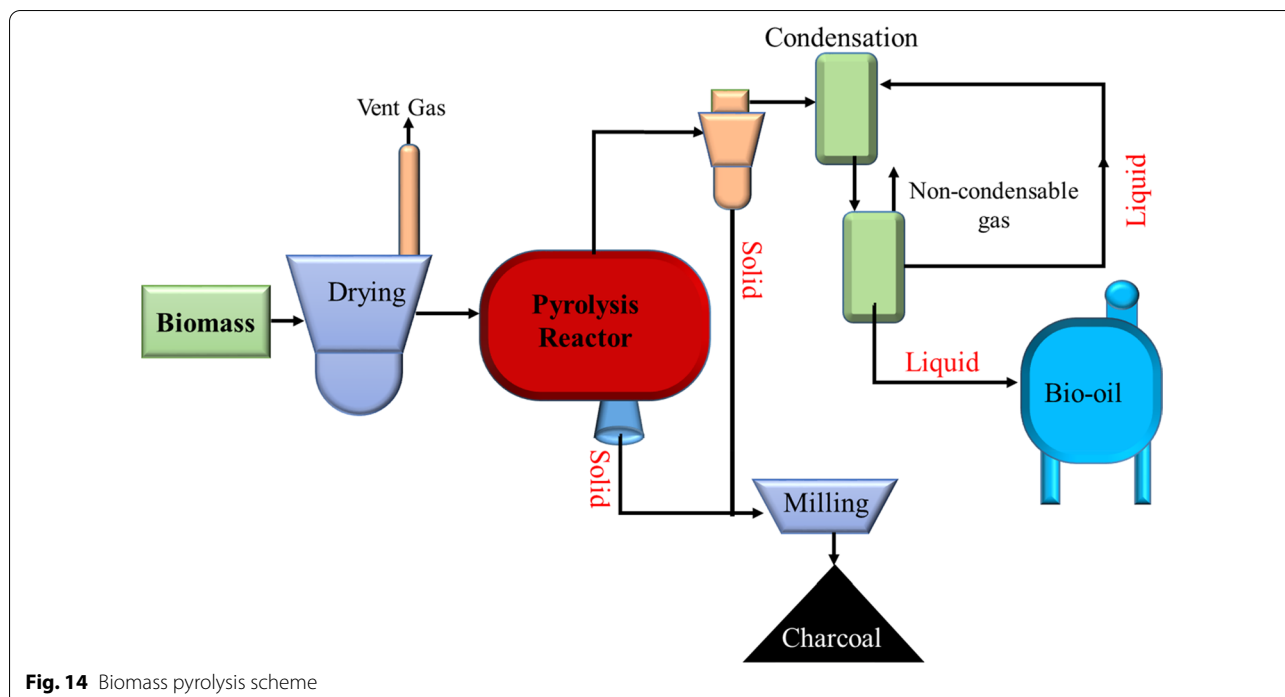 Condensation
Vent Gas
Non-condensable
gas
Liquid
Solid
Drying
Biomass
Pyrolysis
Reactor
Liquid
Bio-oil
Solid
Milling
Charcoal
Fig. 14 Biomass pyrolysis scheme